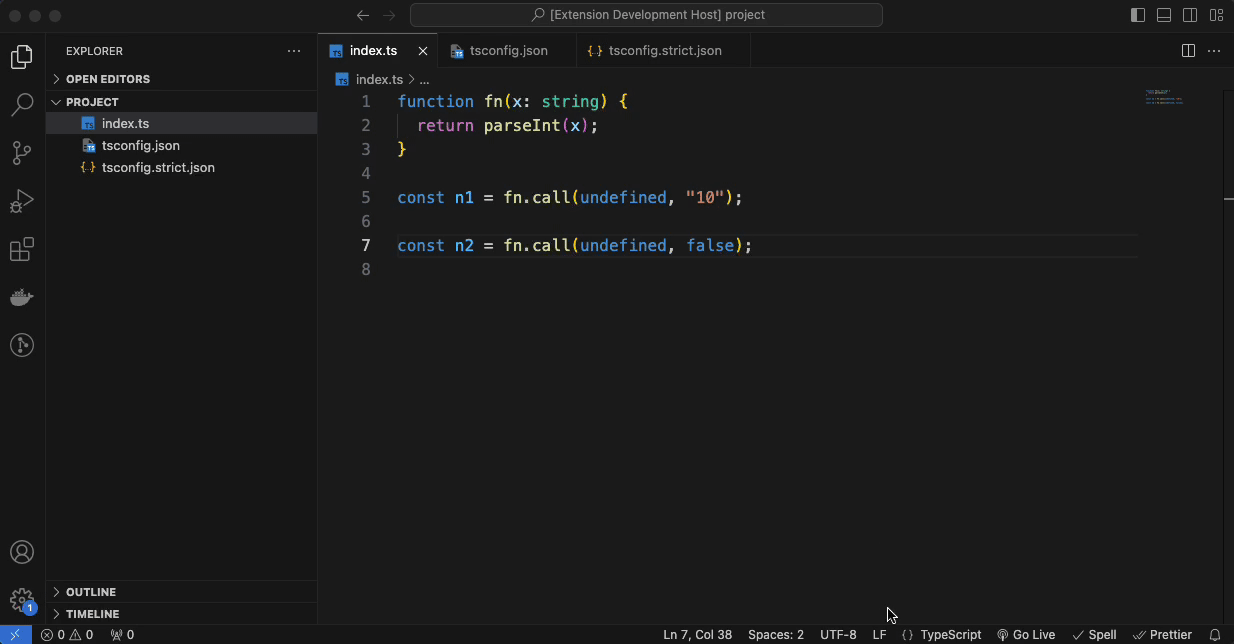 [Extension Development Host] project
EXPLORER
index.ts
tsconfig.json
tsconfig.strict.json
OPEN EDITORS
PROJECT
index.ts
tsconfig.json
tsconfig.strict.json
index.ts > ...
1 function fn(x: string) {
2 return parseInt(x);
3 }
4
5 const n1 = fn.call(undefined, "10");
6
7 const n2 = fn.call(undefined, false);
8
OUTLINE
TIMELINE
1
0 0 0
Ln 7, Col 38 Spaces: 2 UTF-8 LF {} TypeScript Go Live Spell Prettier